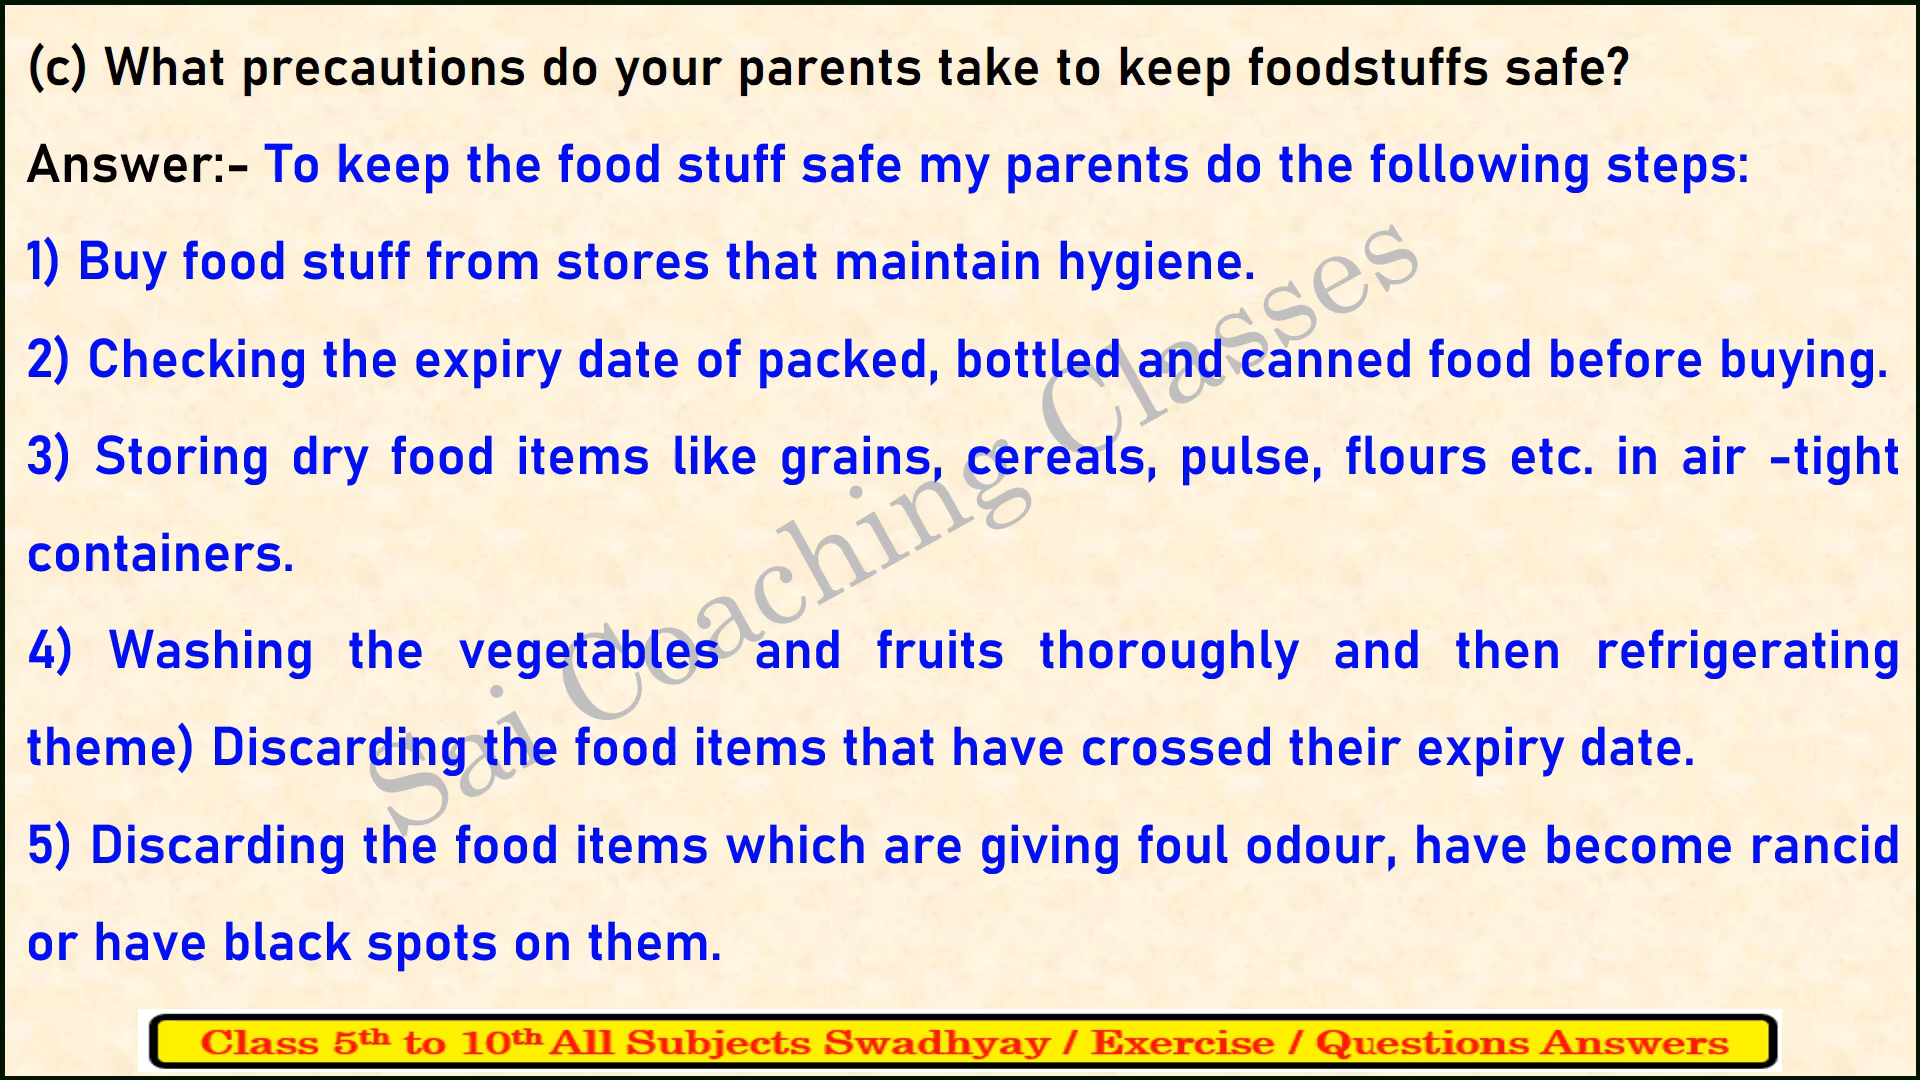 (c) What precautions do your parents take to keep foodstuffs safe?
Answer:- To keep the food stuff safe my parents do the following steps:
1) Buy food stuff from stores that maintain hygiene.
2) Checking the expiry date of packed, bottled and canned food before buying.
3) Storing dry food items like grains, cereals, pulse, flours etc. in air -tight
containers.
4) Washing the vegetables and fruits thoroughly and then refrigerating
theme) Discarding the food items that have crossed their expiry date.
5) Discarding the food items which are giving foul odour, have become rancid
or have black spots on them.
Sai Coaching Classes
Class 5th to 10th All Subjects Swadhyay / Exercise / Questions Answers